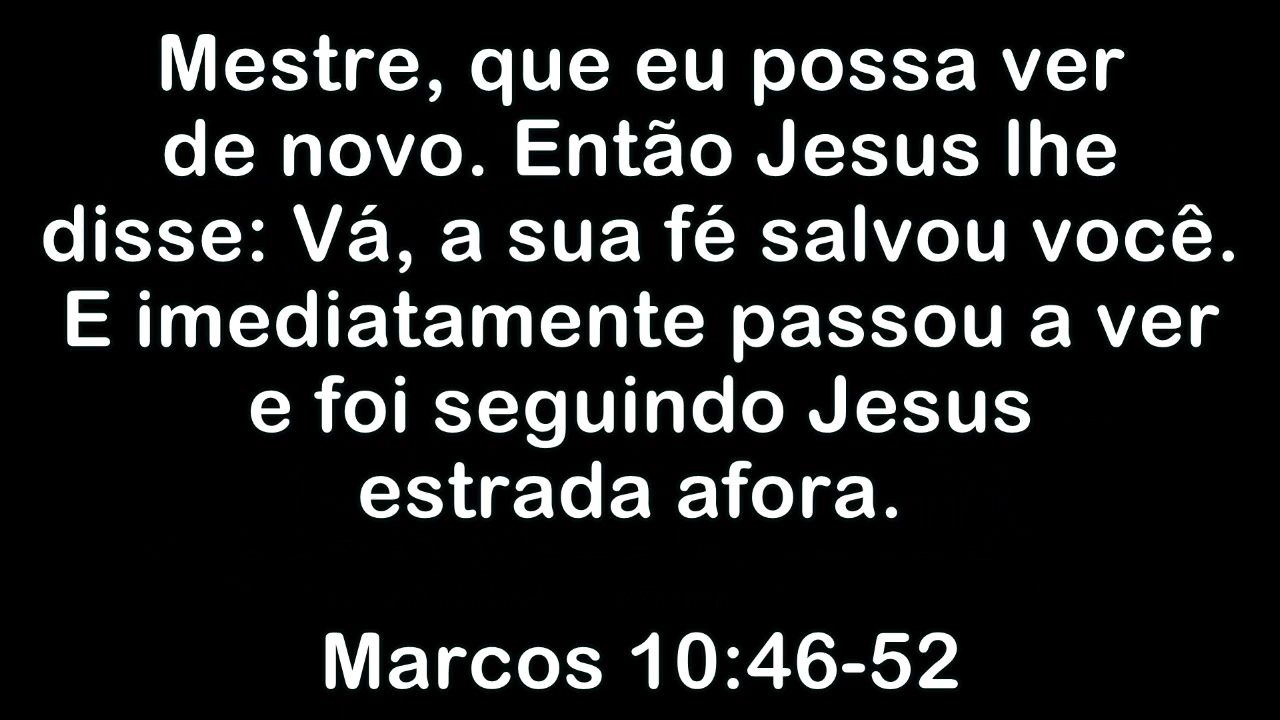 Mestre, que eu possa ver
de novo. Então Jesus lhe
disse: Vá, a sua fé salvou você.
E imediatamente passou a ver
e foi seguindo Jesus
estrada afora.
Marcos 10:46-52